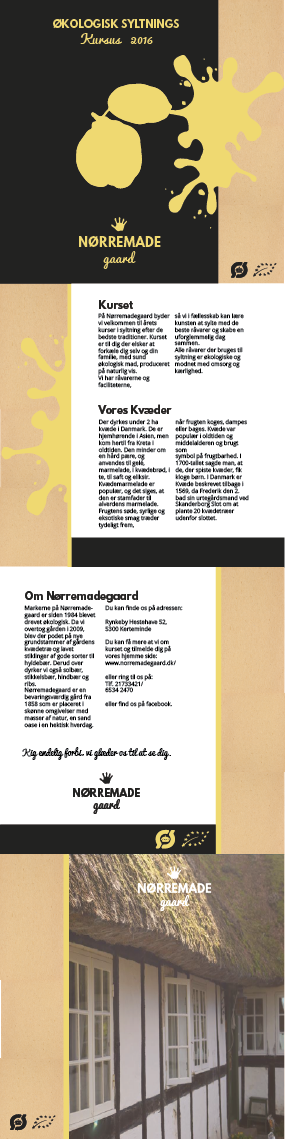 ØKOLOGISK SYLTNINGS
Kursus 2016
NØRREMADE
gaard
Kurset
På Nørremadegaard byder
vi velkommen til årets
kurser i syltning efter de
bedste traditioner. Kurset
er til dig der elsker at
forkæle dig selv og din
familie, med sund
økologisk mad, produceret
på naturlig vis.
Vi har råvarerne og
faciliteterne,
så vi i fællesskab kan lære
kunsten at sylte med de
beste råvarer og skabe en
uforglemmelig dag
sammen.
Alle råvarer der bruges til
syltning er økologiske og
modnet med omsorg og
kærlighed.
Vores Kvæder
Der dyrkes under 2 ha
kvæde i Danmark. De er
hjemhørende i Asien, men
kom hertil fra Kreta i
oldtiden. Den minder om
en hård pære, og
anvendes til gele,
marmelade, i kvædebrød, i
te, til saft og eliksir.
Kvædemarmelade er
populær, og det siges, at
den er stamfader til
alverdens marmelade.
Frugtens søde, syrlige og
eksotiske smag træder
tydeligt frem,
når frugten koges, dampes
eller bages. Kvæde var
populær i oldtiden og
middelalderen og brugt
som
symbol på frugtbarhed. I
1700-tallet sagde man, at
de, der spiste kvæder, fik
kloge børn. I Danmark er
Kvæde beskrevet tilbage i
1569, da Frederik den 2.
bad sin urtegårdsmand ved
Skanderborg Slot om at
plante 20 kvædetræer
udenfor slottet.
Om Nørremadegaard
Markerne på Nørremade-
gaard er siden 1984 blevet
drevet økologisk. Da vi
overtog gården i 2009,
blev der podet på nye
grundstammer af gårdens
kvædetræ og lavet
stiklinger af gode sorter til
hyldebær. Derud over
dyrker vi også solbær,
stikkelsbær, hindbær og
ribs.
Nørremadegaard er en
bevaringsværdig gård fra
1858 som er placeret i
skønne omgivelser med
masser af natur, en sand
oase i en hektisk hverdag.
Du kan finde os på adressen:
Rynkeby Hestehave 52,
5300 Kerteminde
Du kan få mere at vi om
kurset og tilmelde dig på
vores hjemme side:
www.norremadegaard.dk/
eller ring til os på:
Tlf. 21733421/
6534 2470
eller find os på facebook.
Kig endelig forbi, vi glæder os til at se dig.
NØRREMADE
gaard
NØRREMADE
gaard